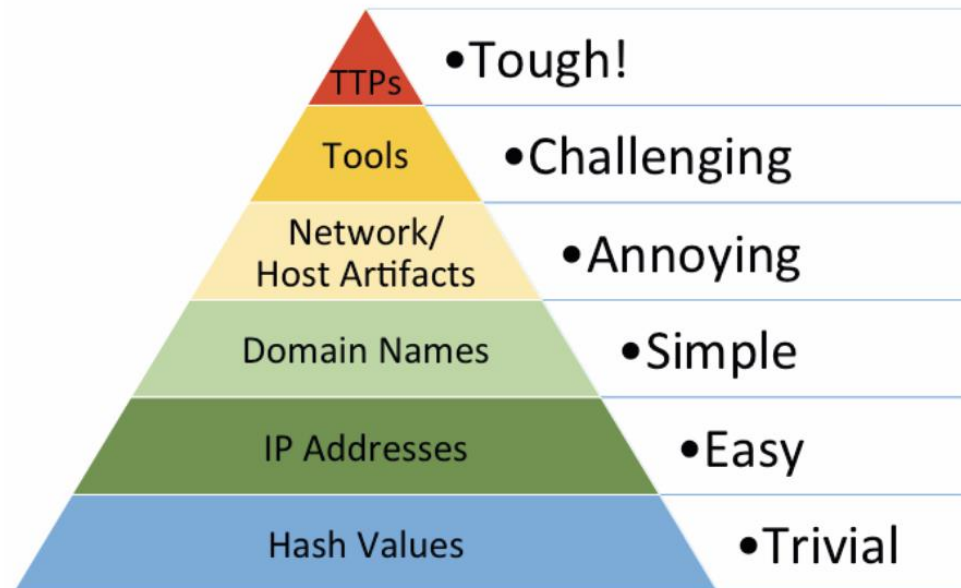 TTPs
•Tough!
Tools
•Challenging
Network/
Host Artifacts
•Annoying
Domain Names
•Simple
IP Addresses
•Easy
Hash Values
•Trivial